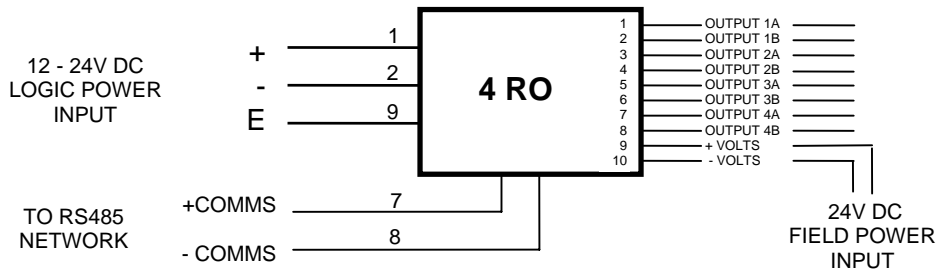 12 - 24V DC
LOGIC POWER
INPUT
+ 1
- 2
E 9
4 RO
1 OUTPUT 1A
2 OUTPUT 1B
3 OUTPUT 2A
4 OUTPUT 2B
5 OUTPUT 3A
6 OUTPUT 3B
7 OUTPUT 4A
8 OUTPUT 4B
9 + VOLTS
10 - VOLTS
TO RS485
NETWORK
+COMMS 7
- COMMS 8
24V DC
FIELD POWER
INPUT